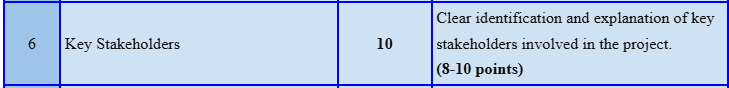 6 Key Stakeholders 10
Clear identification and explanation of key
stakeholders involved in the project.
(8-10 points)